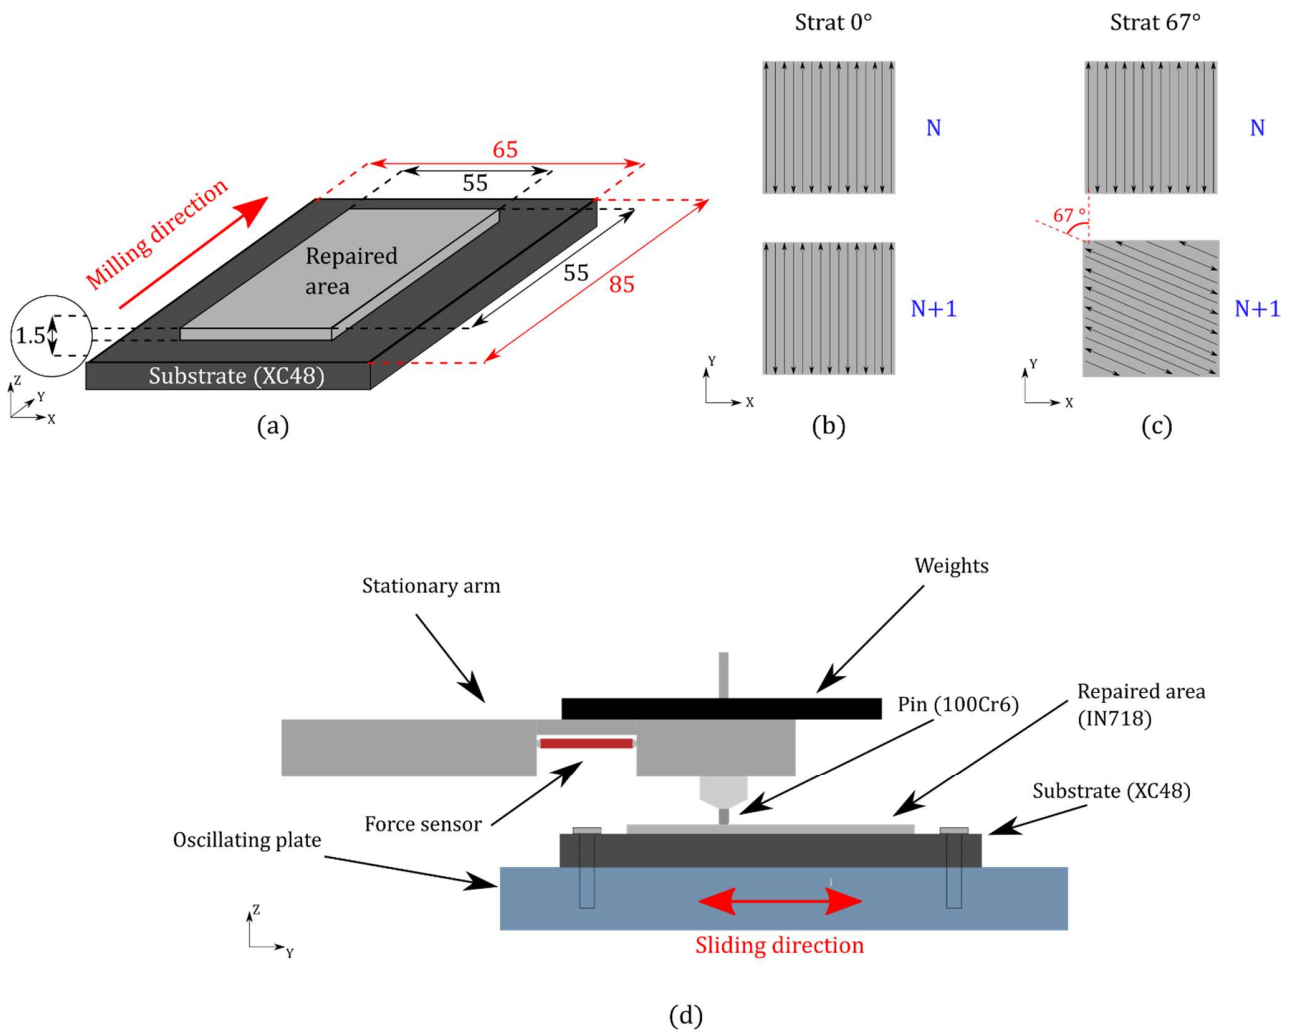 65
55
Milling direction
Repaired
area
55
85
1.5
Substrate (XC48)
Z
Y
X
(a)
Strat 0°
N
N+1
Y
X
(b)
Strat 67°
N
67 °
N+1
Y
X
(c)
Weights
Stationary arm
Pin (100Cr6)
Repaired area
(IN718)
Substrate (XC48)
Force sensor
Oscillating plate
Z
Y
Sliding direction
(d)